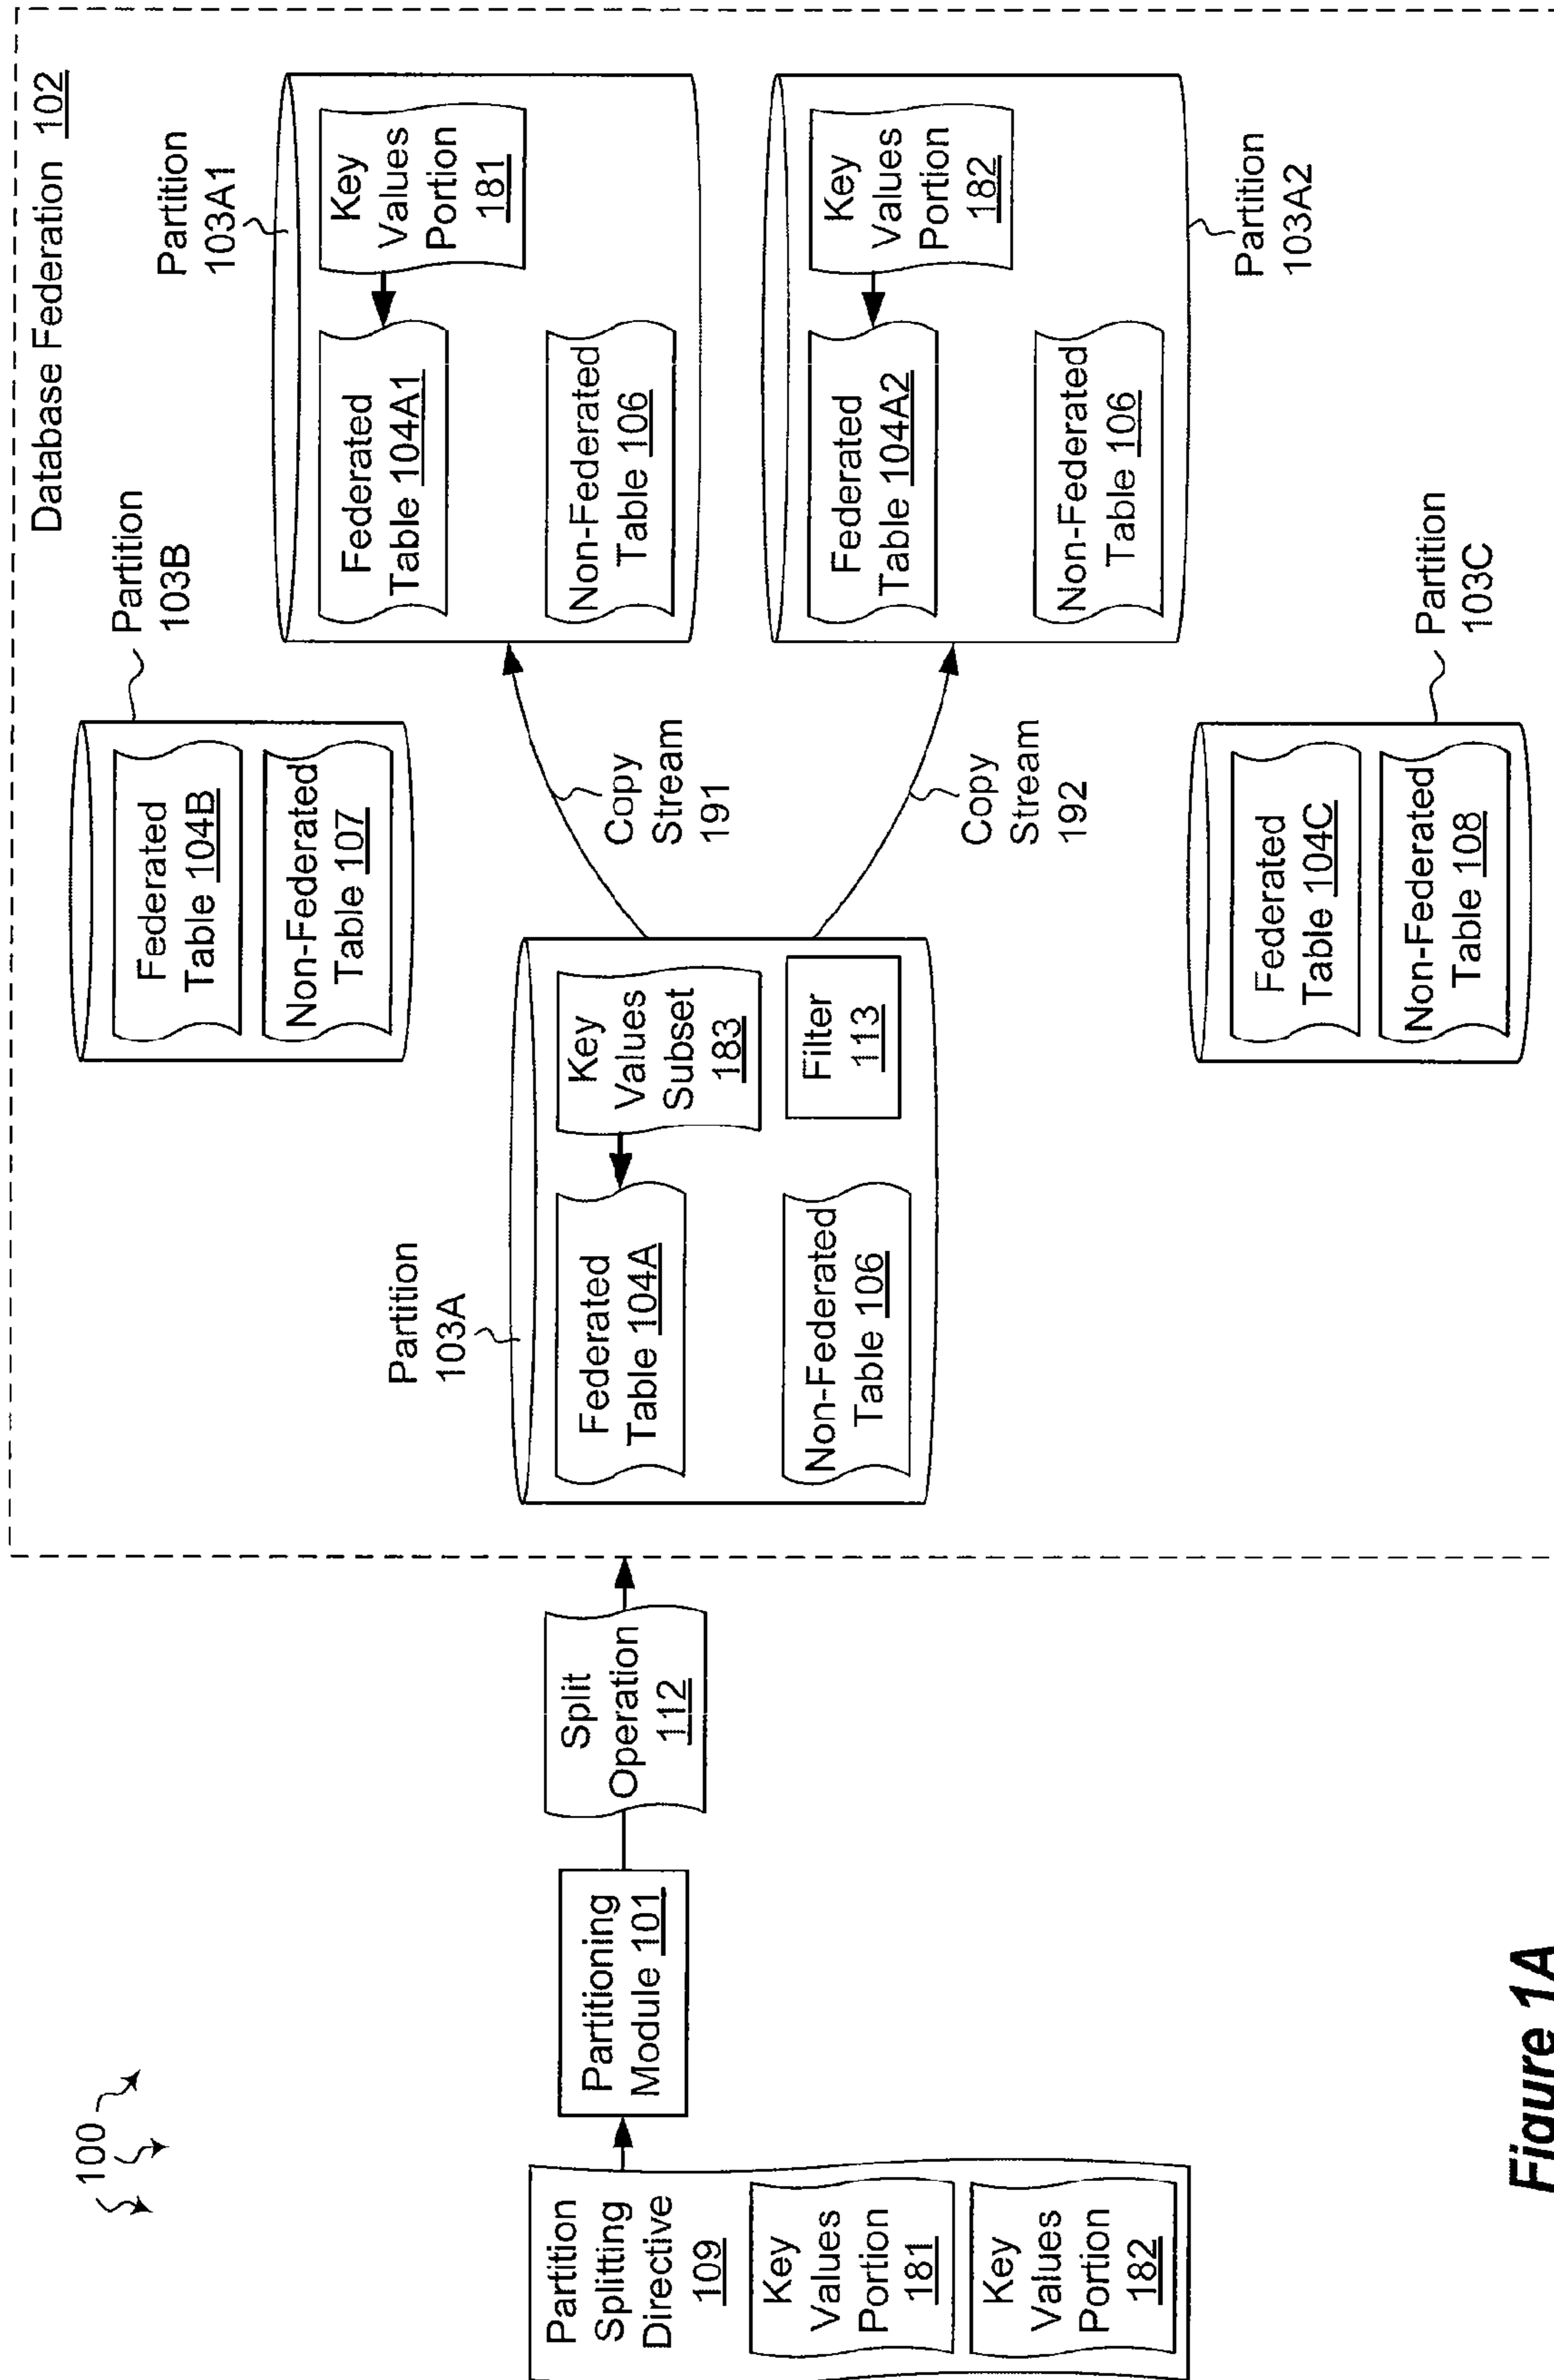 100
Database Federation 102
Partition
103B
Federated
Table 104B
Non-Federated
Table 107
Partition
103A1
Federated
Table 104A1
Key
Values
Portion
181
Non-Federated
Table 106
Partition
103A
Federated
Table 104A
Key
Values
Subset
183
Non-Federated
Table 106
Filter
113
Copy
Stream
191
Copy
Stream
192
Partition
Splitting
Directive
109
Key
Values
Portion
181
Key
Values
Portion
182
Partitioning
Module 101
Split
Operation
112
Federated
Table 104A2
Key
Values
Portion
182
Non-Federated
Table 106
Partition
103A2
Federated
Table 104C
Non-Federated
Table 108
Partition
103C
Figure 1A